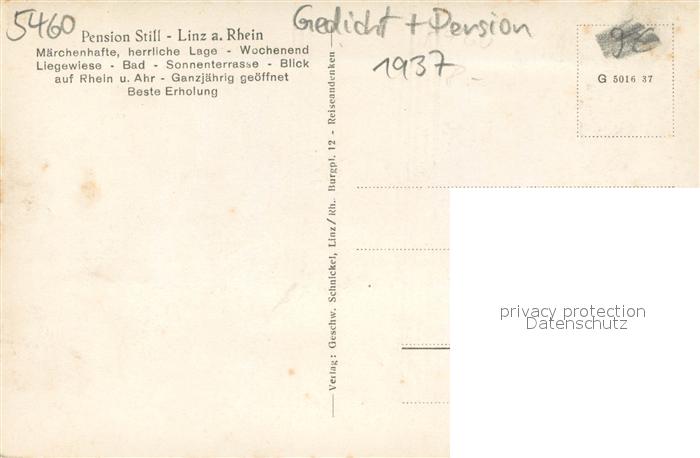 5460
Pension Still - Linz a. Rhein
Märchenhafte, herrliche Lage - Wochenend
Liegewiese - Bad - Sonnenterrasse - Blick
auf Rhein u. Ahr - Ganzjährig geöffnet
Beste Erholung
Gedicht + Pension
1937
9€
G 5016 37
Verlag: Geschw. Schnickel, Linz/Rh. Burgpl. 12 - Reiseandenken
privacy protection
Datenschutz